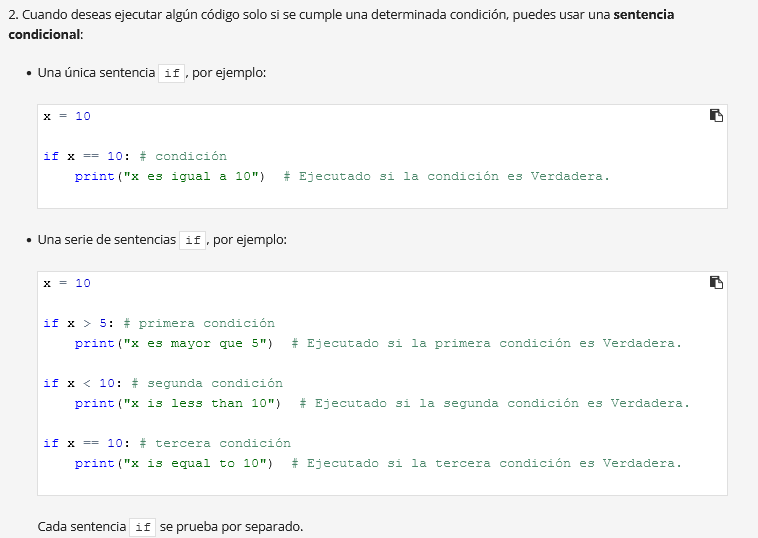 2. Cuando deseas ejecutar algún código solo si se cumple una determinada condición, puedes usar una sentencia
condicional:
• Una única sentencia if , por ejemplo:
x = 10
if x == 10: # condición
    print("x es igual a 10")  # Ejecutado si la condición es Verdadera.
• Una serie de sentencias if , por ejemplo:
x = 10
if x > 5: # primera condición
    print("x es mayor que 5")  # Ejecutado si la primera condición es Verdadera.
if x < 10: # segunda condición
    print("x is less than 10")  # Ejecutado si la segunda condición es Verdadera.
if x == 10: # tercera condición
    print("x is equal to 10")  # Ejecutado si la tercera condición es Verdadera.
Cada sentencia if se prueba por separado.